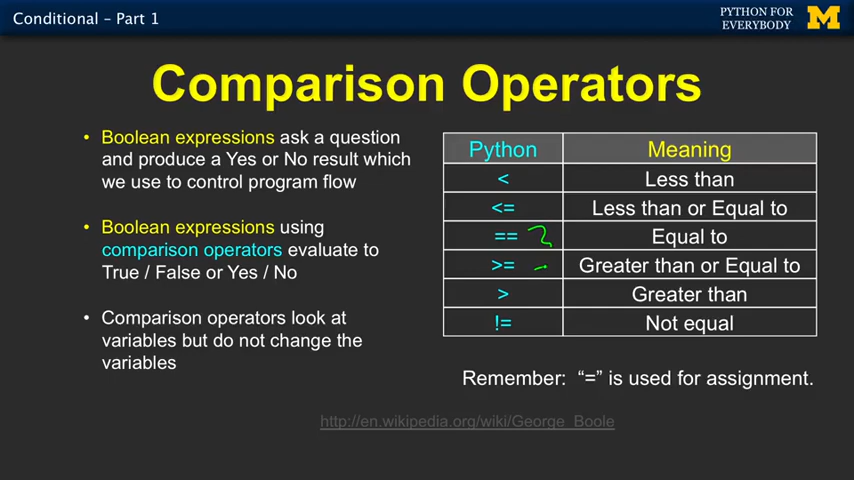 Conditional – Part 1
PYTHON FOR
EVERYBODY
M
Comparison Operators
• Boolean expressions ask a question
and produce a Yes or No result which
we use to control program flow
• Boolean expressions using
comparison operators evaluate to
True / False or Yes / No
• Comparison operators look at
variables but do not change the
variables
Python Meaning
< Less than
<= Less than or Equal to
== Equal to
>= Greater than or Equal to
> Greater than
!= Not equal
Remember: “=” is used for assignment.
http://en.wikipedia.org/wiki/George_Boole